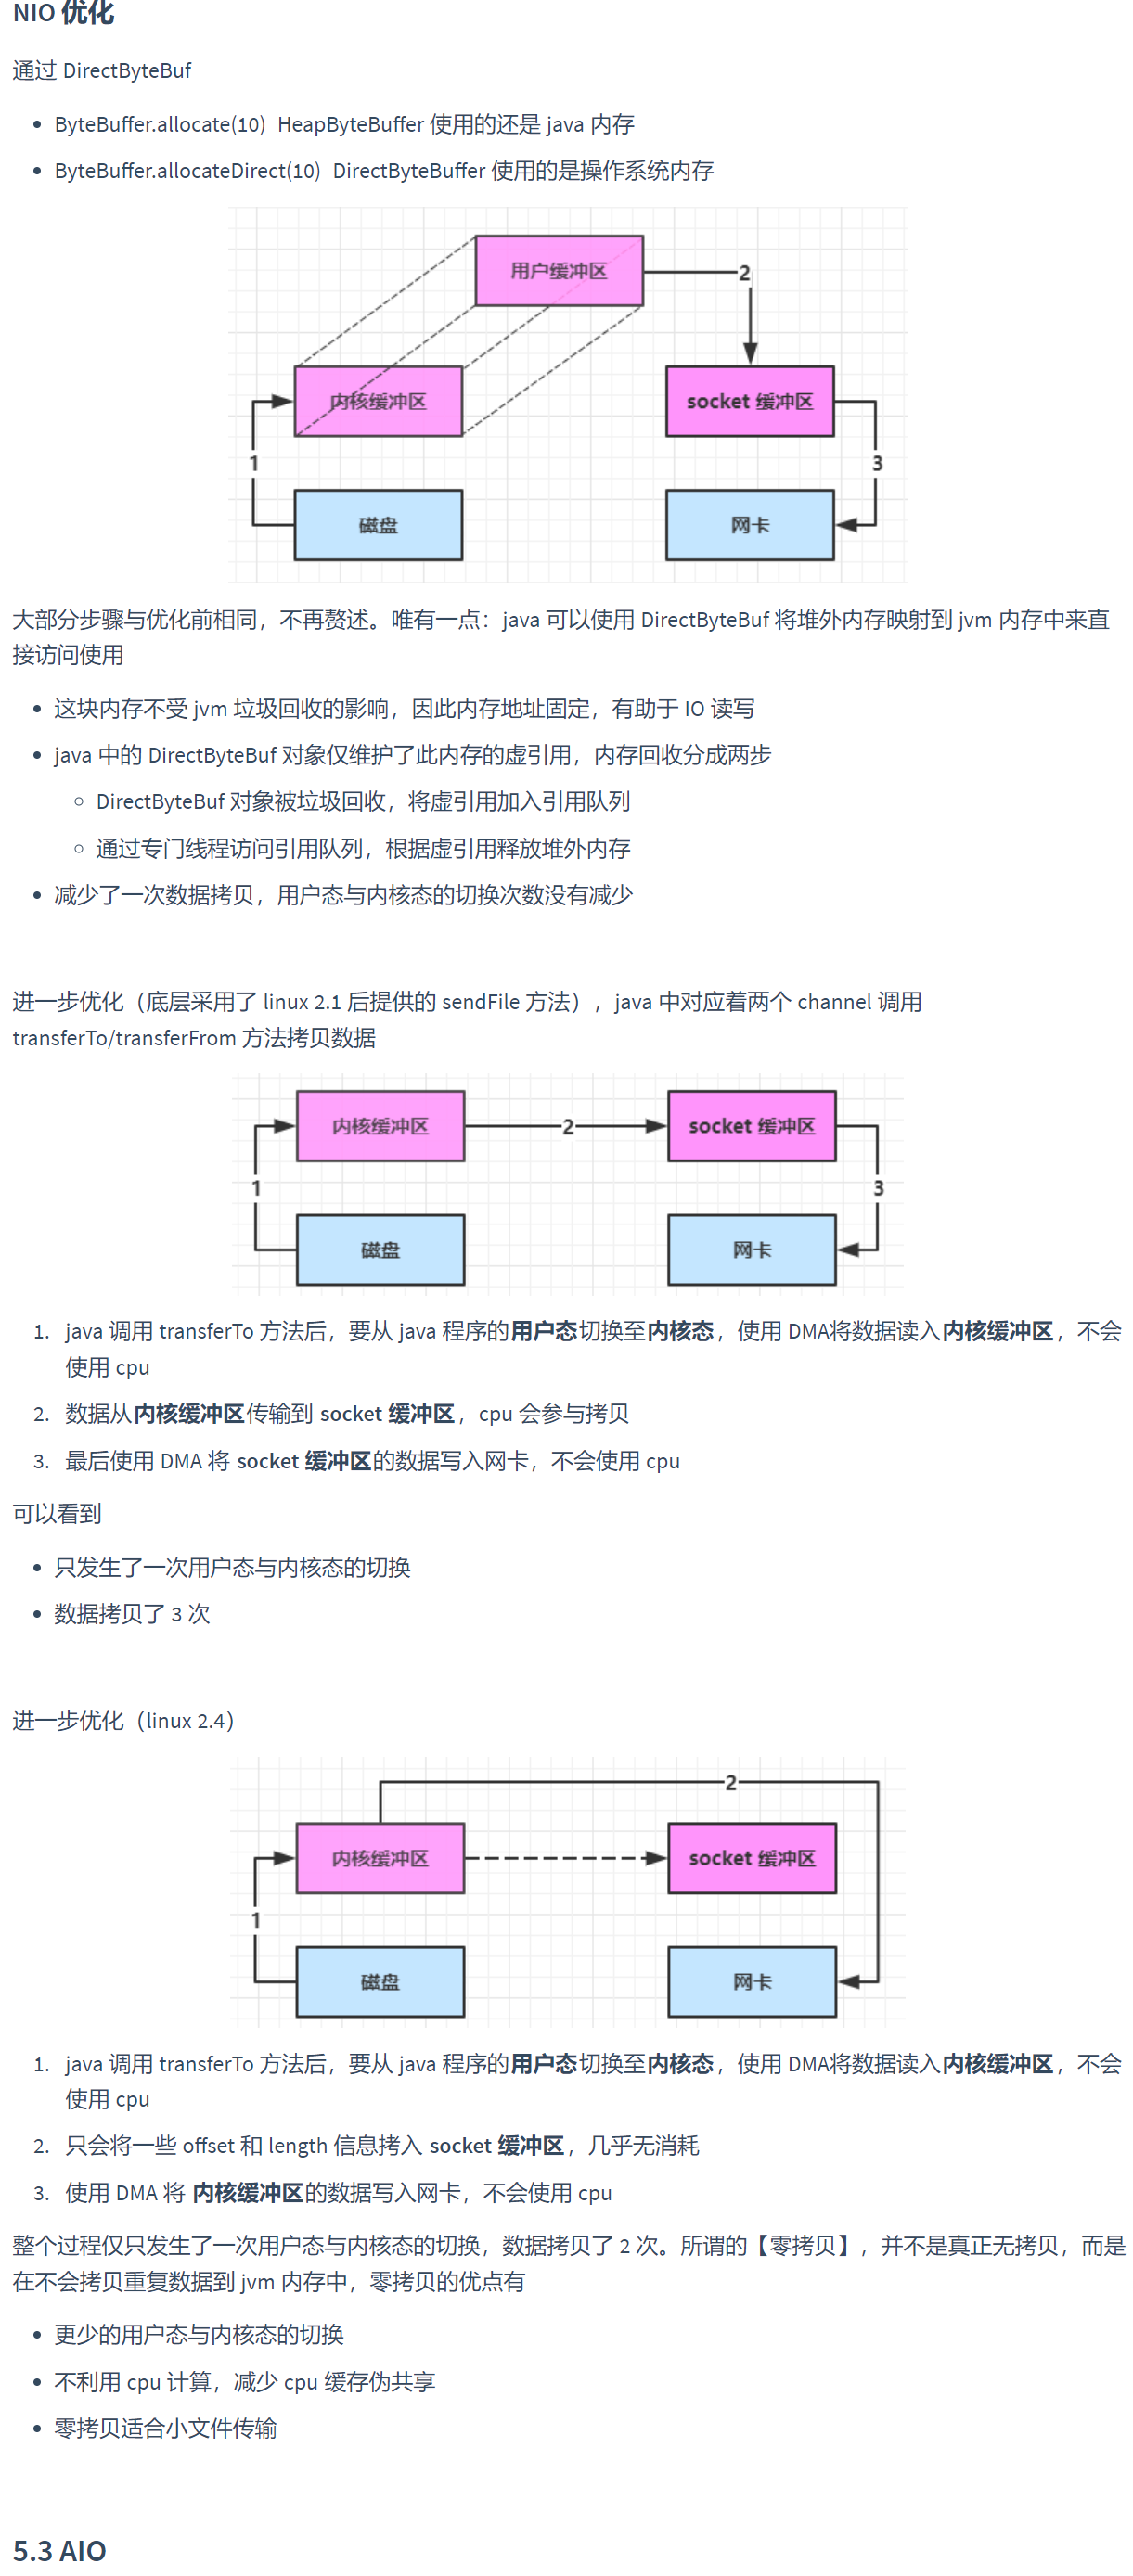 NIO 优化
通过 DirectByteBuf
• ByteBuffer.allocate(10) HeapByteBuffer 使用的还是 java 内存
• ByteBuffer.allocateDirect(10) DirectByteBuffer 使用的是操作系统内存
用户缓冲区
2
内核缓冲区
socket 缓冲区
1
3
磁盘
网卡
大部分步骤与优化前相同，不再赘述。唯有一点：java 可以使用 DirectByteBuf 将堆外内存映射到 jvm 内存中来直
接访问使用
• 这块内存不受 jvm 垃圾回收的影响，因此内存地址固定，有助于 IO 读写
• java 中的 DirectByteBuf 对象仅维护了此内存的虚引用，内存回收分成两步
◦ DirectByteBuf 对象被垃圾回收，将虚引用加入引用队列
◦ 通过专门线程访问引用队列，根据虚引用释放堆外内存
• 减少了一次数据拷贝，用户态与内核态的切换次数没有减少
进一步优化（底层采用了 linux 2.1 后提供的 sendFile 方法），java 中对应着两个 channel 调用
transferTo/transferFrom 方法拷贝数据
内核缓冲区
2
socket 缓冲区
1
3
磁盘
网卡
1. java 调用 transferTo 方法后，要从 java 程序的用户态切换至内核态，使用 DMA将数据读入内核缓冲区，不会
使用 cpu
2. 数据从内核缓冲区传输到 socket 缓冲区，cpu 会参与拷贝
3. 最后使用 DMA 将 socket 缓冲区的数据写入网卡，不会使用 cpu
可以看到
• 只发生了一次用户态与内核态的切换
• 数据拷贝了 3 次
进一步优化（linux 2.4）
2
内核缓冲区
socket 缓冲区
1
磁盘
网卡
1. java 调用 transferTo 方法后，要从 java 程序的用户态切换至内核态，使用 DMA将数据读入内核缓冲区，不会
使用 cpu
2. 只会将一些 offset 和 length 信息拷入 socket 缓冲区，几乎无消耗
3. 使用 DMA 将 内核缓冲区的数据写入网卡，不会使用 cpu
整个过程仅只发生了一次用户态与内核态的切换，数据拷贝了 2 次。所谓的【零拷贝】，并不是真正无拷贝，而是
在不会拷贝重复数据到 jvm 内存中，零拷贝的优点有
• 更少的用户态与内核态的切换
• 不利用 cpu 计算，减少 cpu 缓存伪共享
• 零拷贝适合小文件传输
5.3 AIO